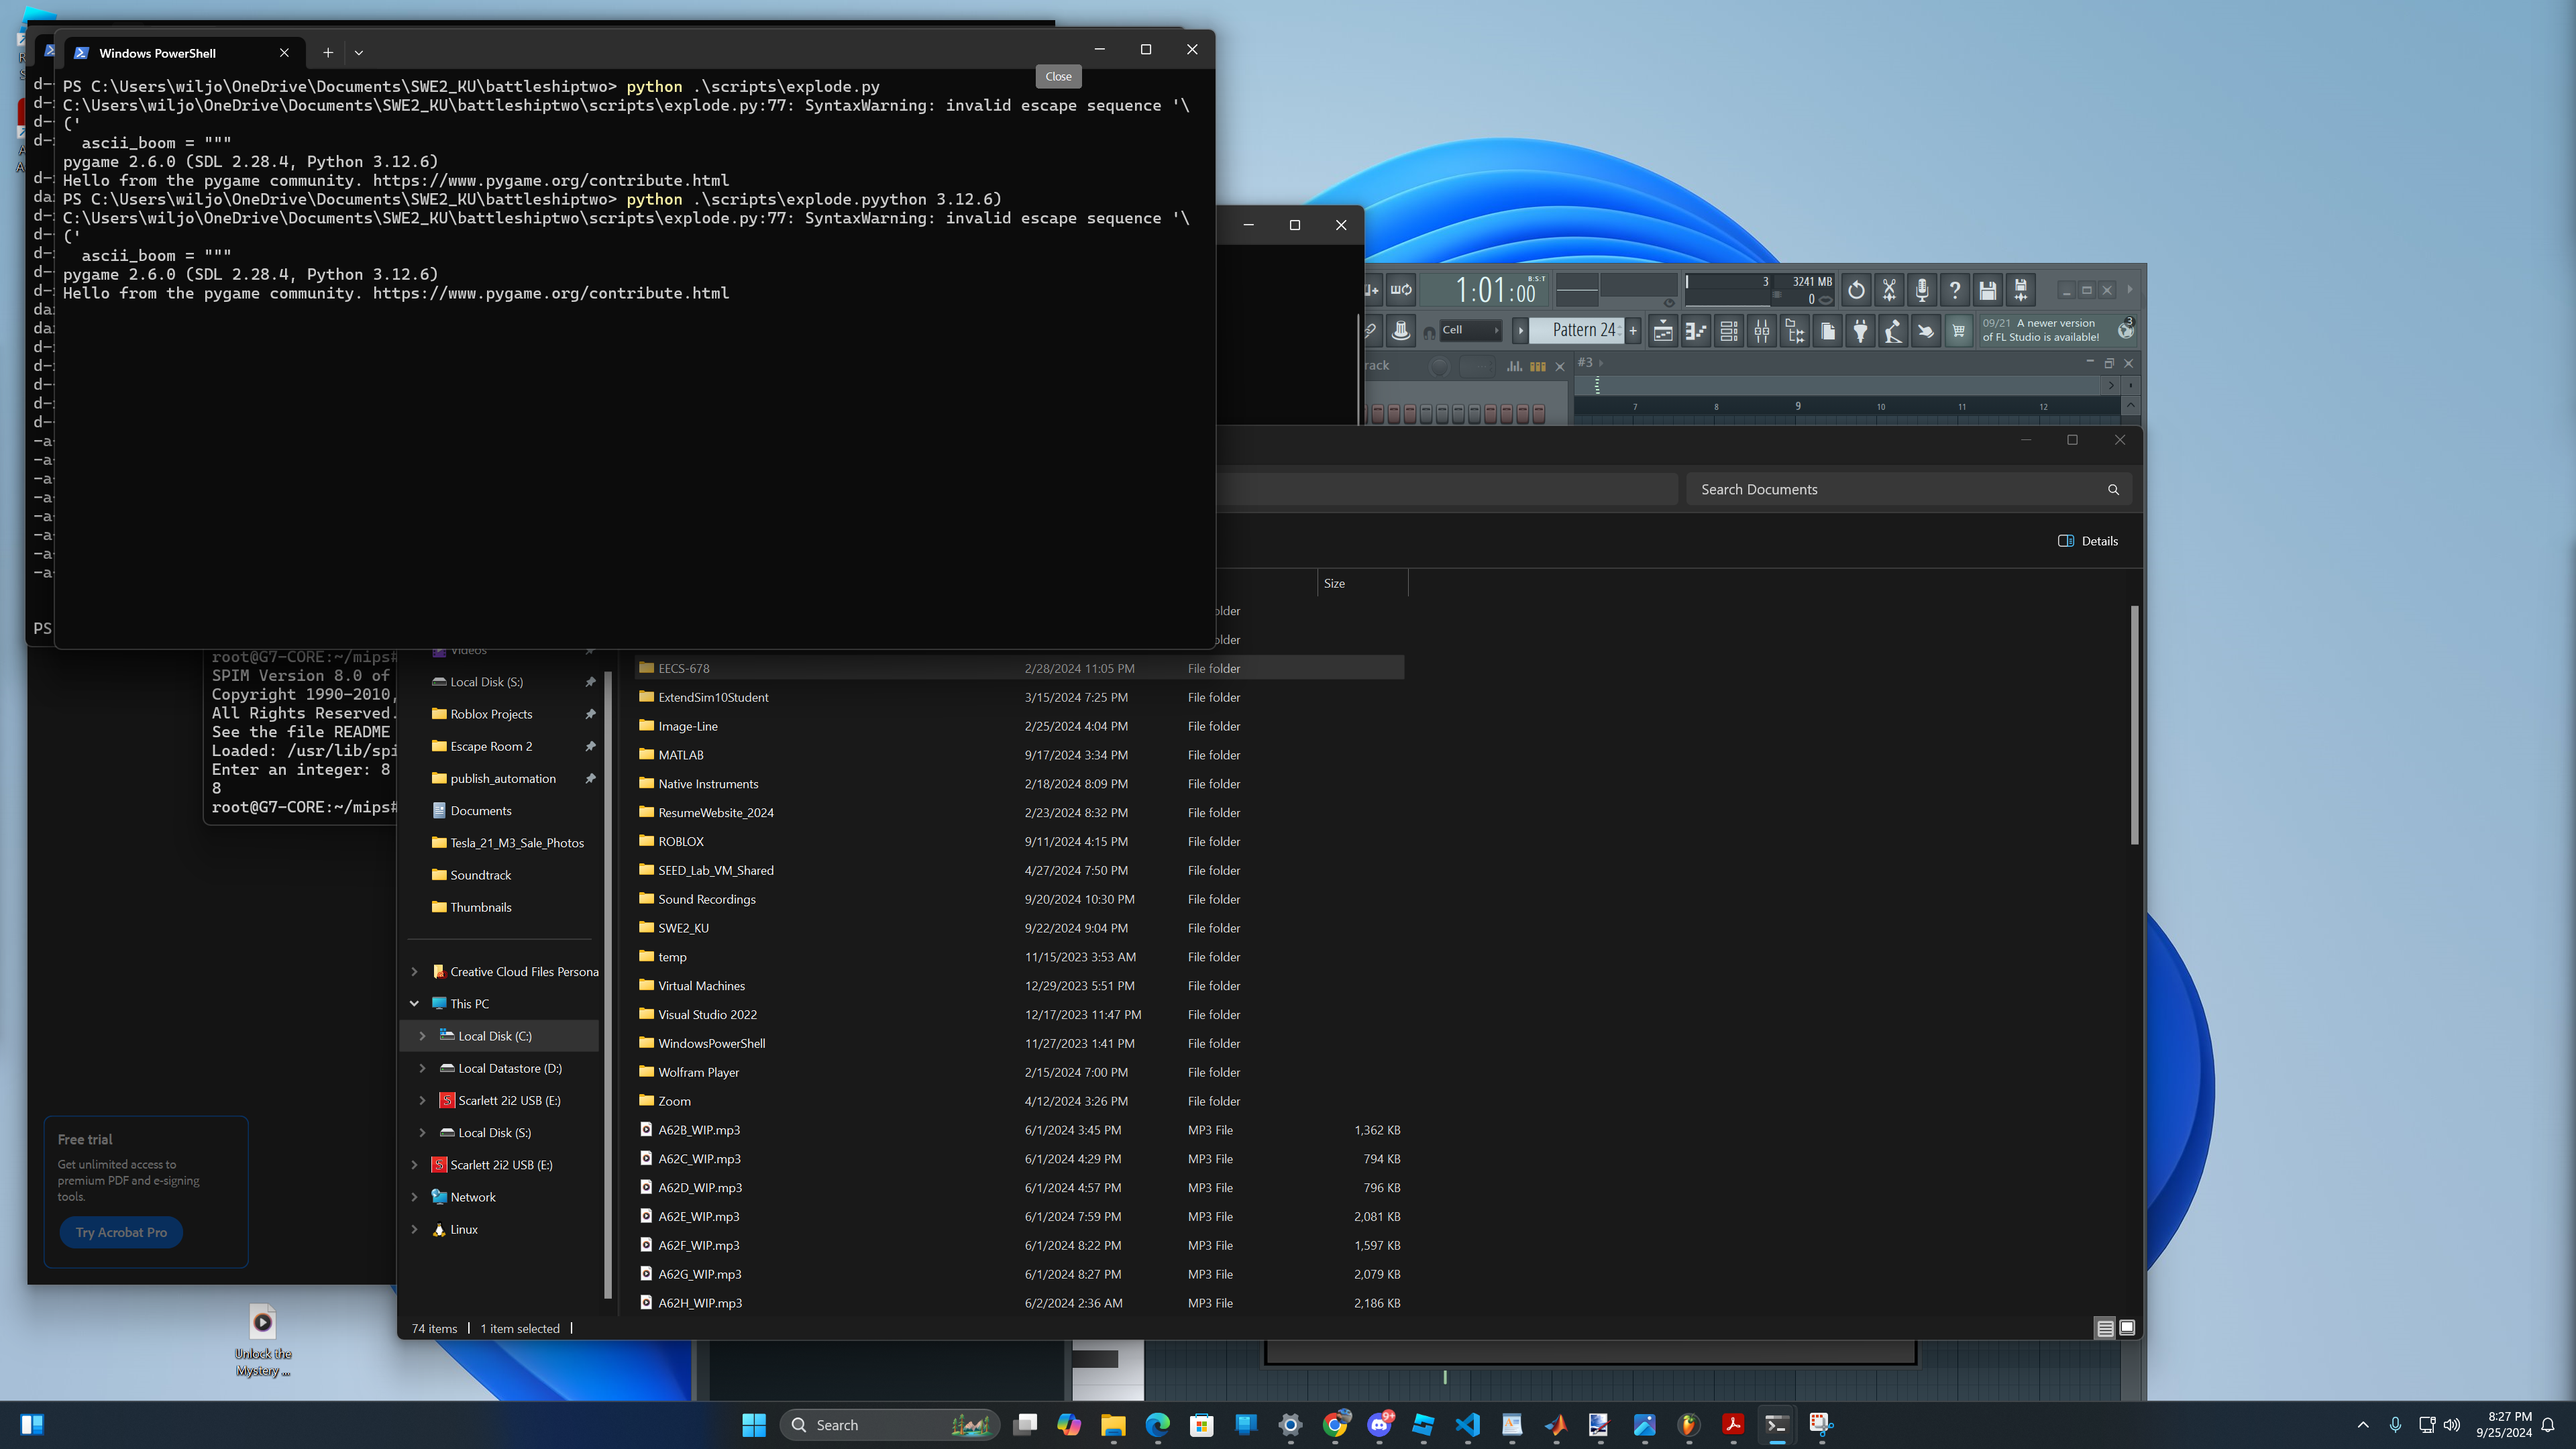 Windows PowerShell
Close
PS C:\Users\wiljo\OneDrive\Documents\SWE2_KU\battleshiptwo> python .\scripts\explode.py
C:\Users\wiljo\OneDrive\Documents\SWE2_KU\battleshiptwo\scripts\explode.py:77: SyntaxWarning: invalid escape sequence '\
('
ascii_boom = """
pygame 2.6.0 (SDL 2.28.4, Python 3.12.6)
Hello from the pygame community. https://www.pygame.org/contribute.html
PS C:\Users\wiljo\OneDrive\Documents\SWE2_KU\battleshiptwo> python .\scripts\explode.pyython 3.12.6)
C:\Users\wiljo\OneDrive\Documents\SWE2_KU\battleshiptwo\scripts\explode.py:77: SyntaxWarning: invalid escape sequence '\
('
ascii_boom = """
pygame 2.6.0 (SDL 2.28.4, Python 3.12.6)
Hello from the pygame community. https://www.pygame.org/contribute.html
PS
1:01:00
B:S:T
3
3241 MB
0
Cell
Pattern 24
09/21 A newer version
of FL Studio is available!
3
rack
#3
7 8 9 10 11 12
Search Documents
Details
Size
older
older
root@G7-CORE:~/mips#
SPIM Version 8.0 of
Copyright 1990-2010,
All Rights Reserved.
See the file README
Loaded: /usr/lib/spi
Enter an integer: 8
8
root@G7-CORE:~/mips#
Videos
Local Disk (S:)
Roblox Projects
Escape Room 2
publish_automation
Documents
Tesla_21_M3_Sale_Photos
Soundtrack
Thumbnails
Creative Cloud Files Persona
This PC
Local Disk (C:)
Local Datastore (D:)
Scarlett 2i2 USB (E:)
Local Disk (S:)
Scarlett 2i2 USB (E:)
Network
Linux
EECS-678 2/28/2024 11:05 PM File folder
ExtendSim10Student 3/15/2024 7:25 PM File folder
Image-Line 2/25/2024 4:04 PM File folder
MATLAB 9/17/2024 3:34 PM File folder
Native Instruments 2/18/2024 8:09 PM File folder
ResumeWebsite_2024 2/23/2024 8:32 PM File folder
ROBLOX 9/11/2024 4:15 PM File folder
SEED_Lab_VM_Shared 4/27/2024 7:50 PM File folder
Sound Recordings 9/20/2024 10:30 PM File folder
SWE2_KU 9/22/2024 9:04 PM File folder
temp 11/15/2023 3:53 AM File folder
Virtual Machines 12/29/2023 5:51 PM File folder
Visual Studio 2022 12/17/2023 11:47 PM File folder
WindowsPowerShell 11/27/2023 1:41 PM File folder
Wolfram Player 2/15/2024 7:00 PM File folder
Zoom 4/12/2024 3:26 PM File folder
A62B_WIP.mp3 6/1/2024 3:45 PM MP3 File 1,362 KB
A62C_WIP.mp3 6/1/2024 4:29 PM MP3 File 794 KB
A62D_WIP.mp3 6/1/2024 4:57 PM MP3 File 796 KB
A62E_WIP.mp3 6/1/2024 7:59 PM MP3 File 2,081 KB
A62F_WIP.mp3 6/1/2024 8:22 PM MP3 File 1,597 KB
A62G_WIP.mp3 6/1/2024 8:27 PM MP3 File 2,079 KB
A62H_WIP.mp3 6/2/2024 2:36 AM MP3 File 2,186 KB
74 items
1 item selected
Free trial
Get unlimited access to
premium PDF and e-signing
tools.
Try Acrobat Pro
Unlock the
Mystery ...
Search
9+
8:27 PM
9/25/2024